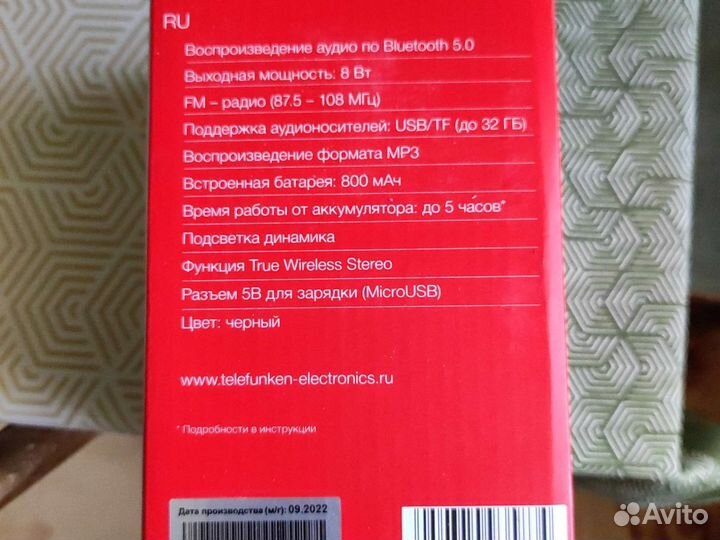 RU
Воспроизведение аудио по Bluetooth 5.0
Выходная мощность: 8 Вт
FM – радио (87.5 – 108 МГц)
Поддержка аудионосителей: USB/TF (до 32 ГБ)
Воспроизведение формата MP3
Встроенная батарея: 800 мАч
Время работы от аккумулятора: до 5 часов*
Подсветка динамика
Функция True Wireless Stereo
Разъем 5В для зарядки (MicroUSB)
Цвет: черный
www.telefunken-electronics.ru
* Подробности в инструкции
Дата производства (м/г): 09.2022
Avito